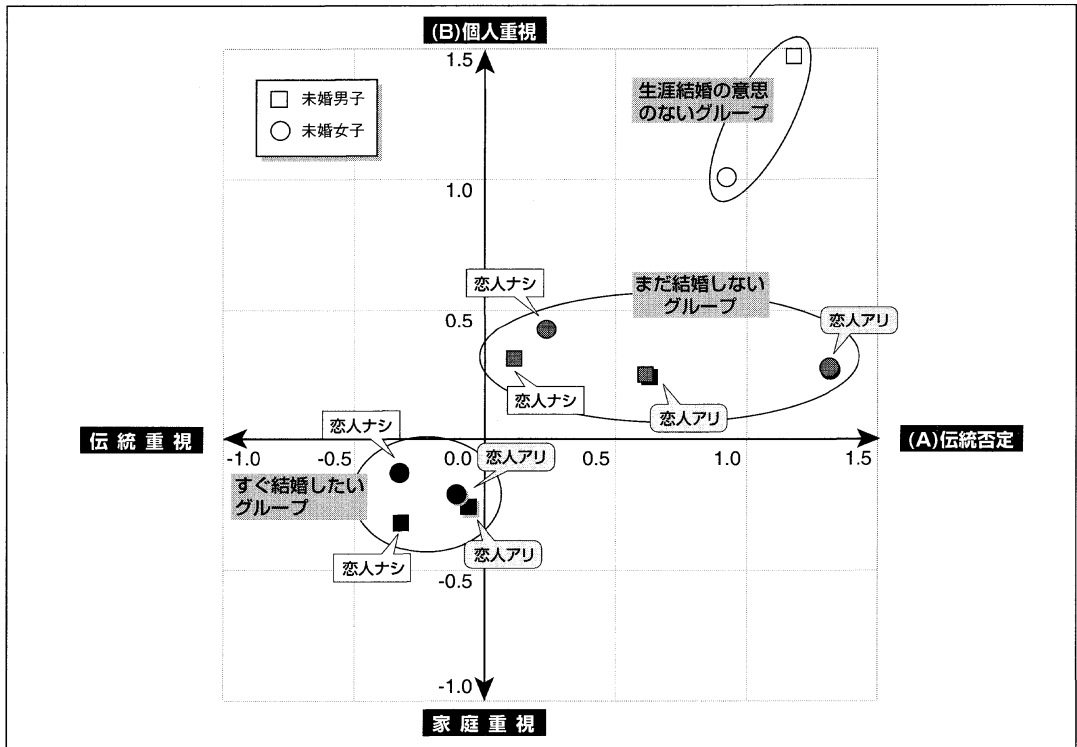 (B)個人重視
1.5
□ 未婚男子
○ 未婚女子
生涯結婚の意思
のないグループ
1.0
恋人ナシ
まだ結婚しない
グループ
0.5
恋人アリ
恋人ナシ
恋人アリ
伝統重視
恋人ナシ
(A)伝統否定
-1.0
-0.5
0.0
恋人アリ
0.5
1.0
1.5
すぐ結婚したい
グループ
恋人ナシ
恋人アリ
-0.5
-1.0
家庭重視